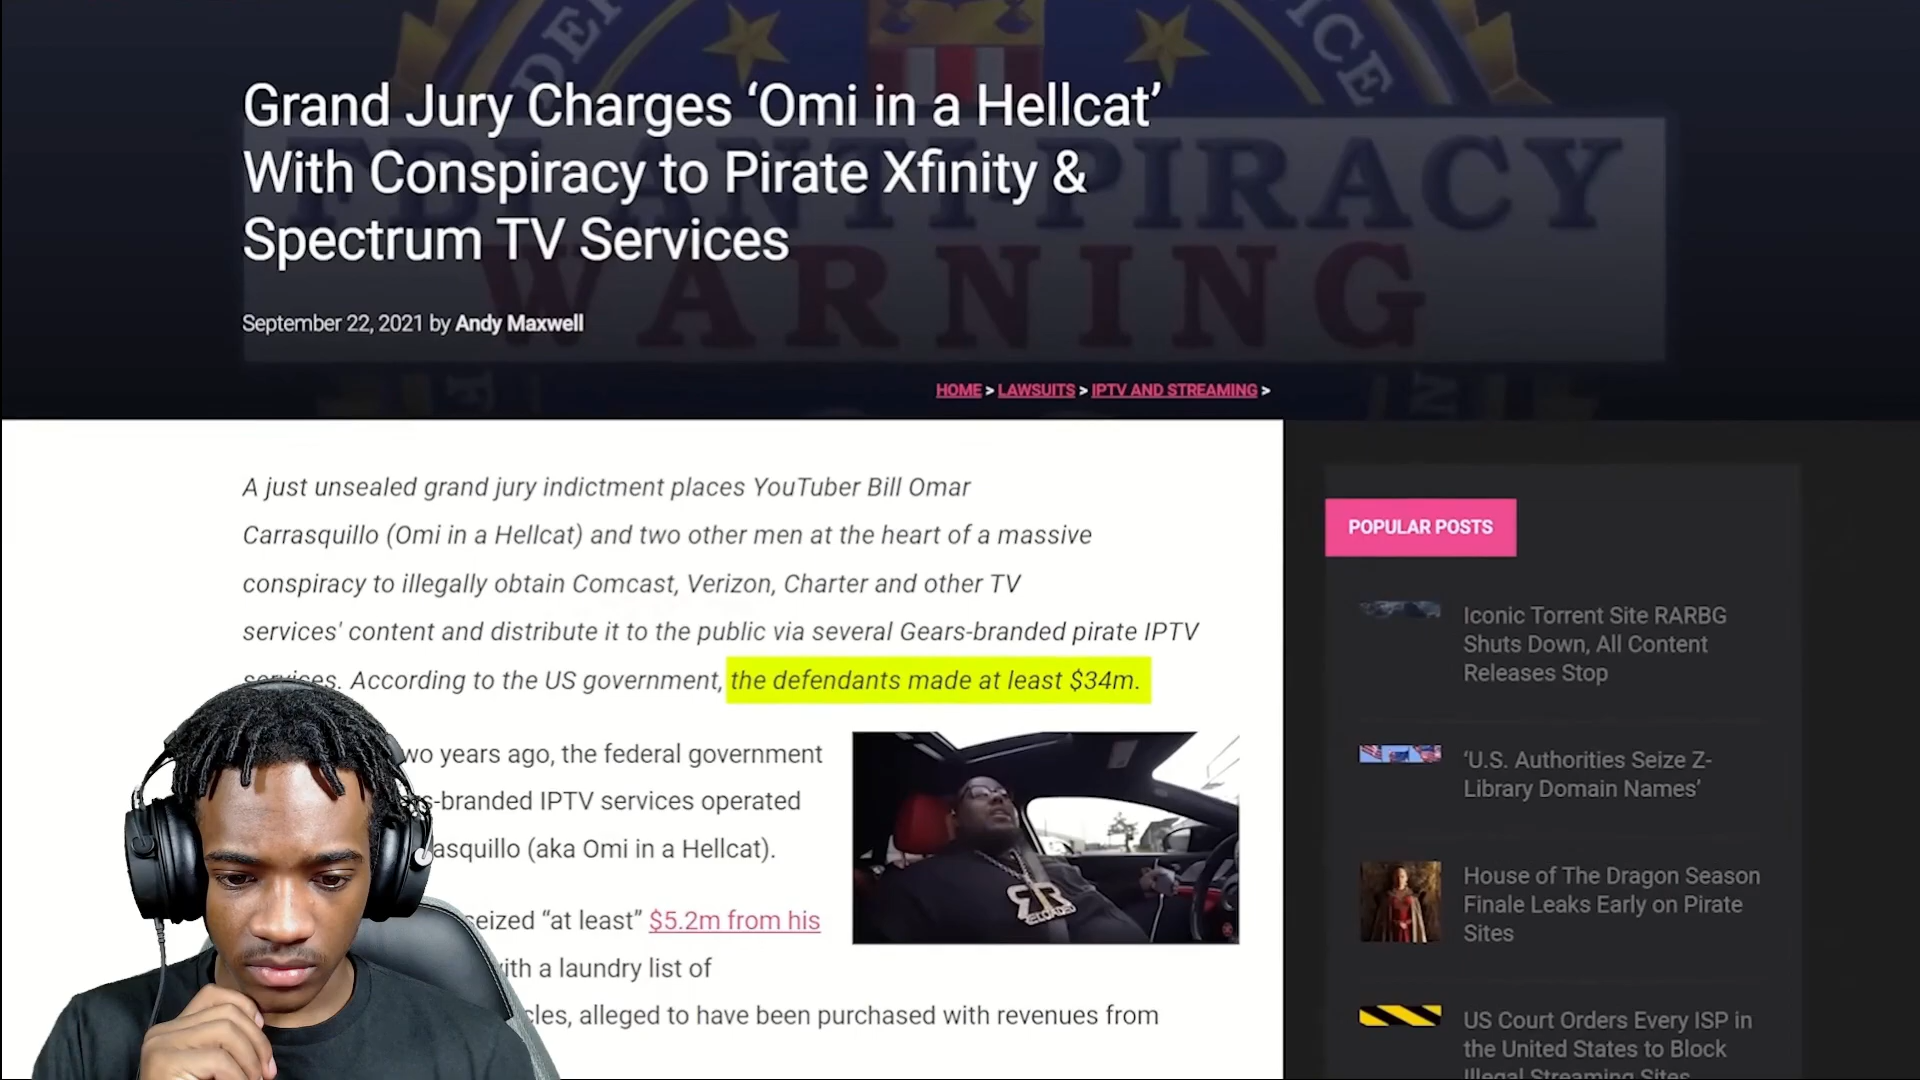 Grand Jury Charges ‘Omi in a Hellcat’
With Conspiracy to Pirate Xfinity &
Spectrum TV Services
FBI ANTI-PIRACY
WARNING
September 22, 2021 by Andy Maxwell
HOME > LAWSUITS > IPTV AND STREAMING >
A just unsealed grand jury indictment places YouTuber Bill Omar
Carrasquillo (Omi in a Hellcat) and two other men at the heart of a massive
conspiracy to illegally obtain Comcast, Verizon, Charter and other TV
services' content and distribute it to the public via several Gears-branded pirate IPTV
services. According to the US government, the defendants made at least $34m.
wo years ago, the federal government
s-branded IPTV services operated
asquillo (aka Omi in a Hellcat).
eized “at least” $5.2m from his
ith a laundry list of
cles, alleged to have been purchased with revenues from
RR
RELOADED
POPULAR POSTS
Iconic Torrent Site RARBG
Shuts Down, All Content
Releases Stop
‘U.S. Authorities Seize Z-
Library Domain Names’
House of The Dragon Season
Finale Leaks Early on Pirate
Sites
US Court Orders Every ISP in
the United States to Block
Illegal Streaming Sites